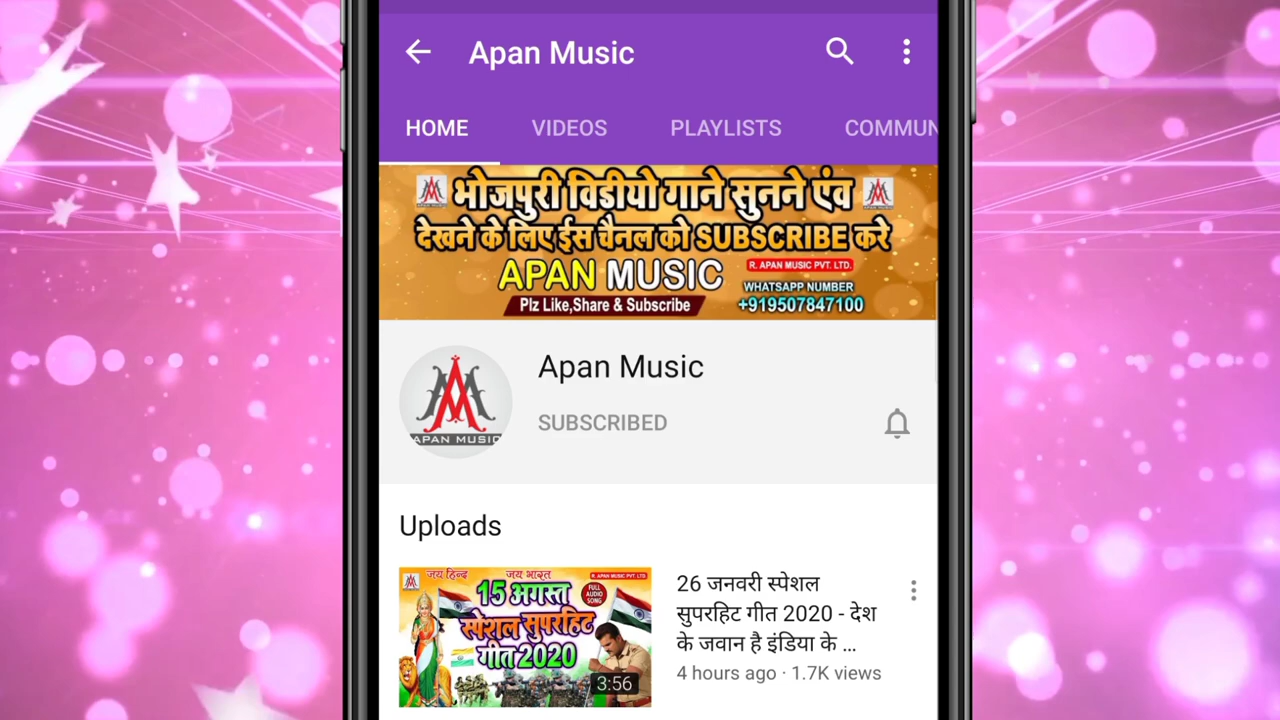 Apan Music
HOME VIDEOS PLAYLISTS COMMUN
भोजपुरी विडीयो गाने सुनने एंव
देखने के लिए ईस चैनल को SUBSCRIBE करे
APAN MUSIC
R. APAN MUSIC PVT. LTD.
WHATSAPP NUMBER
Plz Like,Share & Subscribe
+919507847100
Apan Music
SUBSCRIBED
APAN MUSIC
Uploads
जय हिन्द जय भारत
R. APAN MUSIC PVT. LTD
15 अगस्त
FULL
AUDIO
SONG
स्पेशल सुपरहिट
गीत 2020
3:56
26 जनवरी स्पेशल
सुपरहिट गीत 2020 - देश
के जवान है इंडिया के ...
4 hours ago · 1.7K views